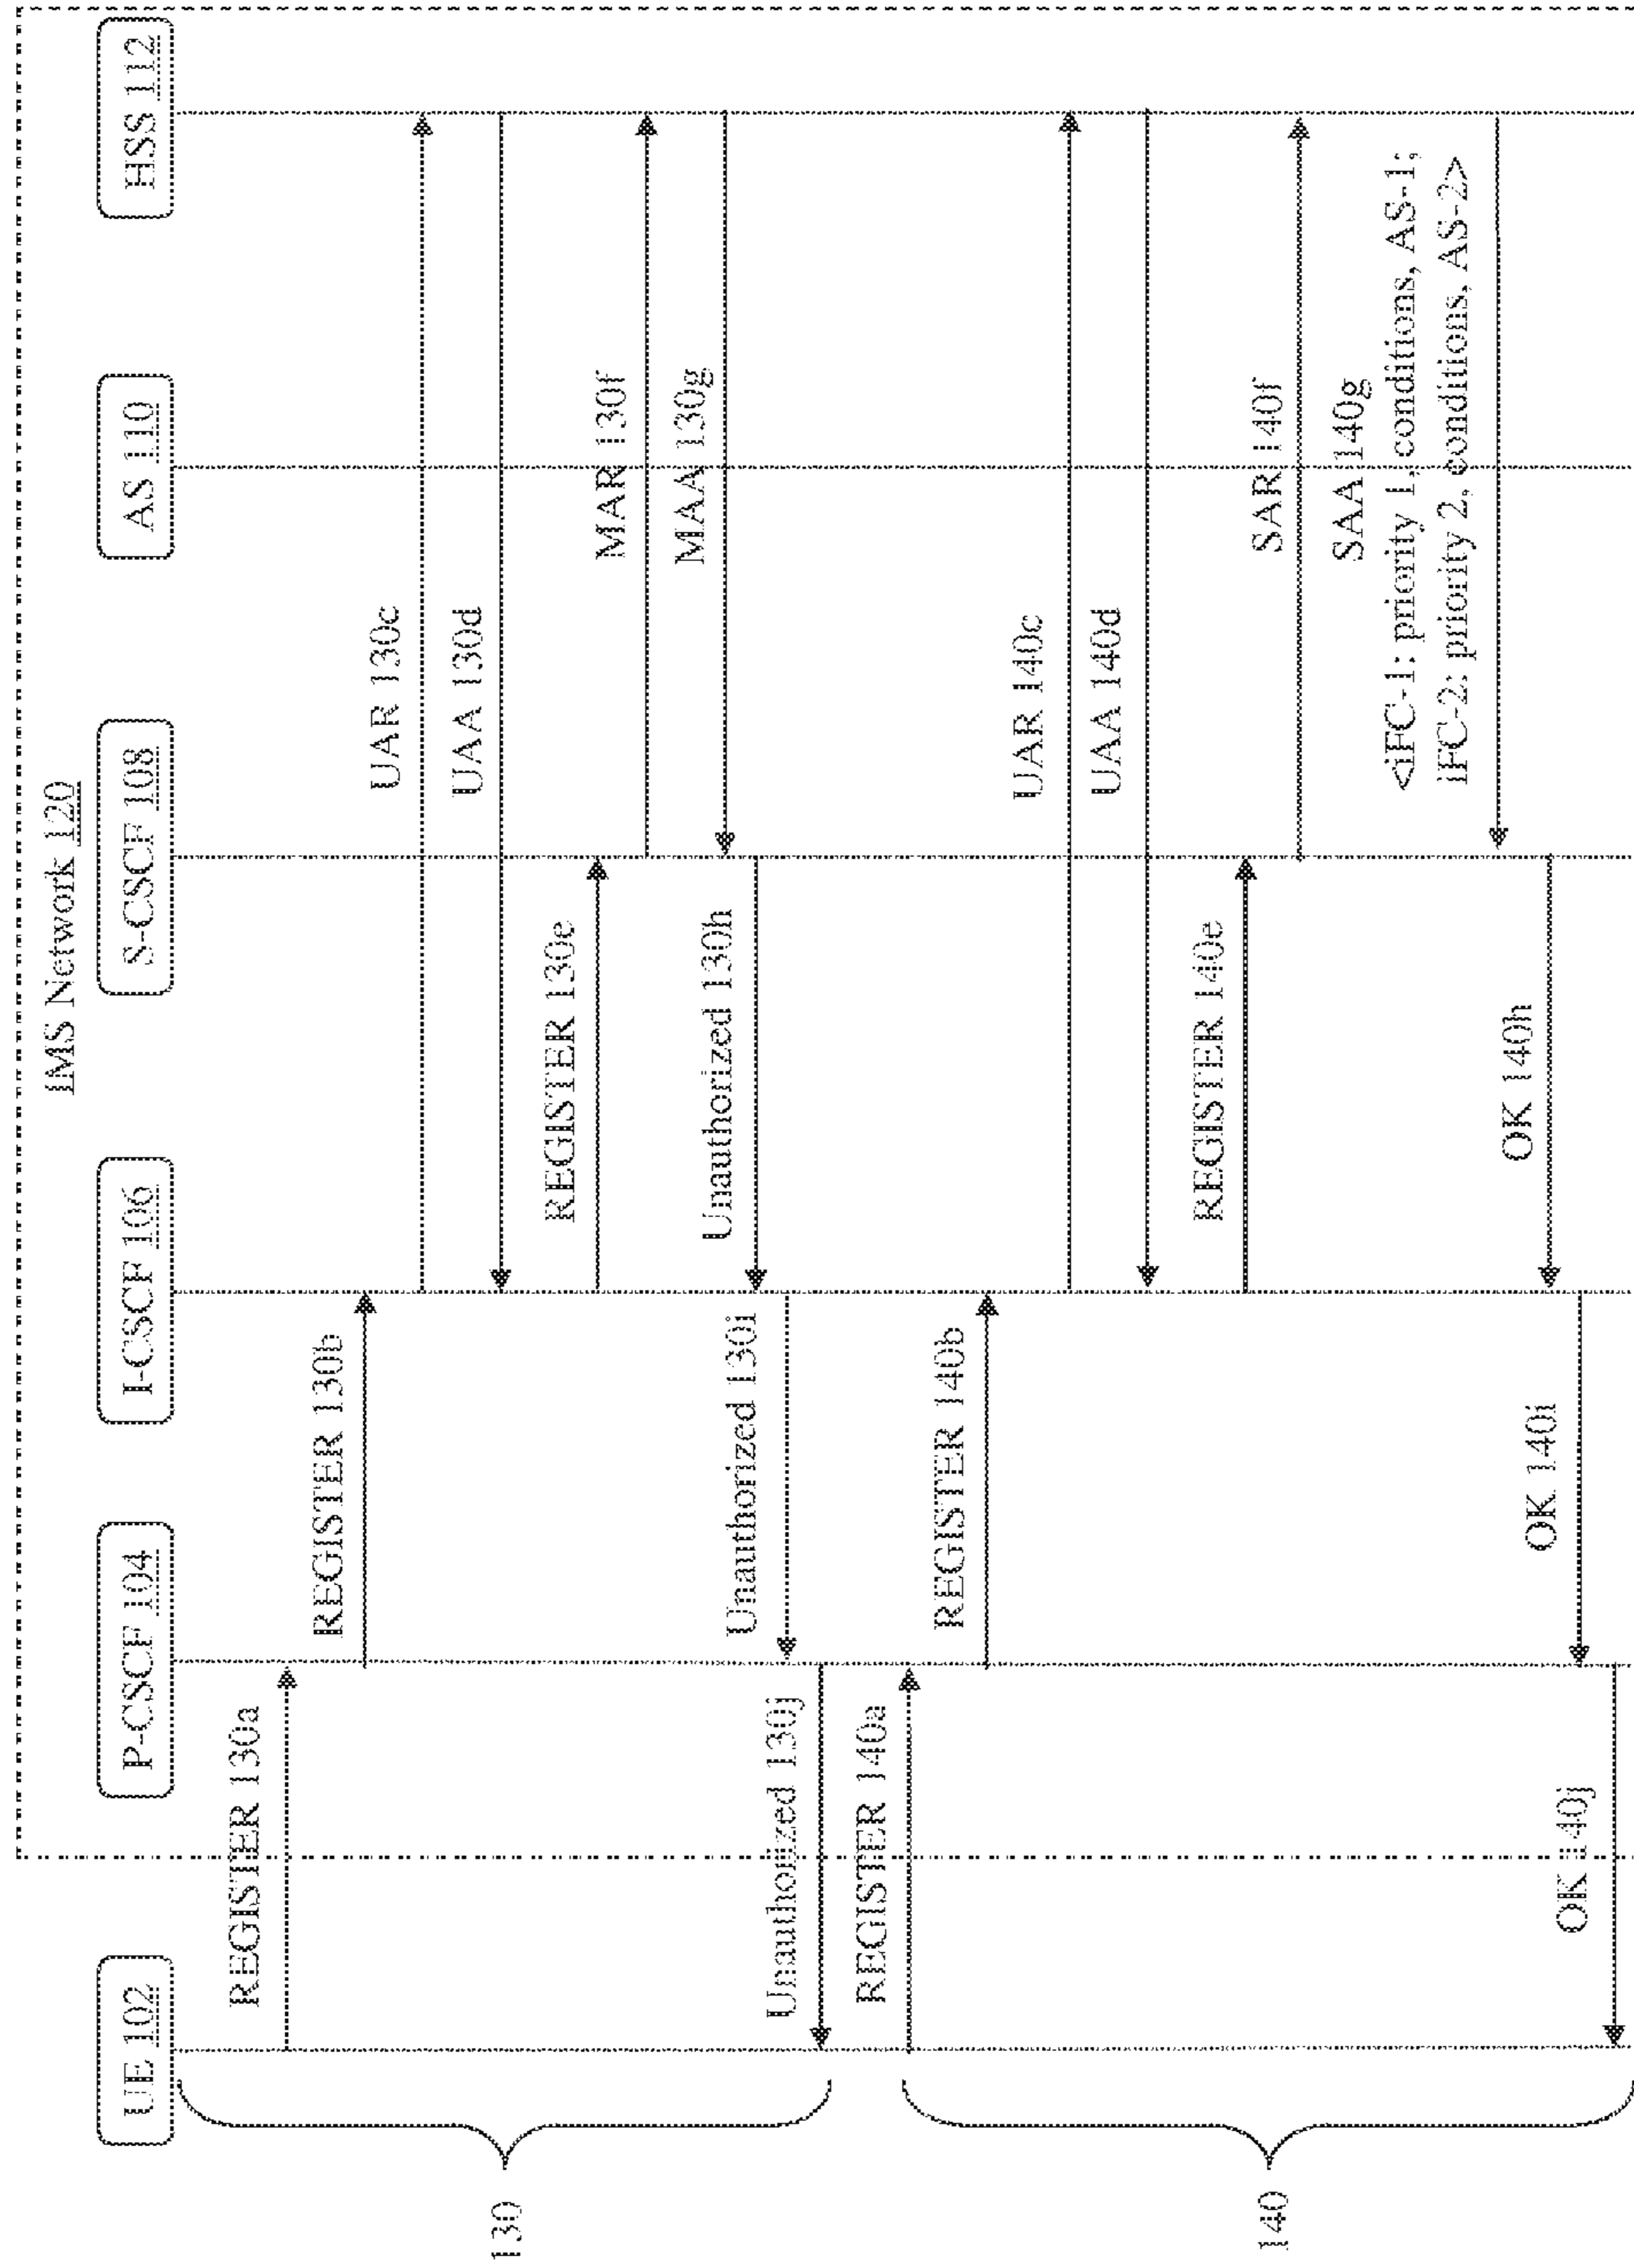 IMS Network 120
UE 102
P-CSCF 104
I-CSCF 106
S-CSCF 108
AS 110
HSS 112
130
REGISTER 130a
REGISTER 130b
UAR 130c
UAA 130d
REGISTER 130e
MAR 130f
MAA 130g
Unauthorized 130h
Unauthorized 130i
Unauthorized 130j
140
REGISTER 140a
REGISTER 140b
UAR 140c
UAA 140d
REGISTER 140e
SAR 140f
SAA 140g
<iFC-1: priority 1, conditions, AS-1;
iFC-2: priority 2, conditions, AS-2>
OK 140h
OK 140i
OK 140j